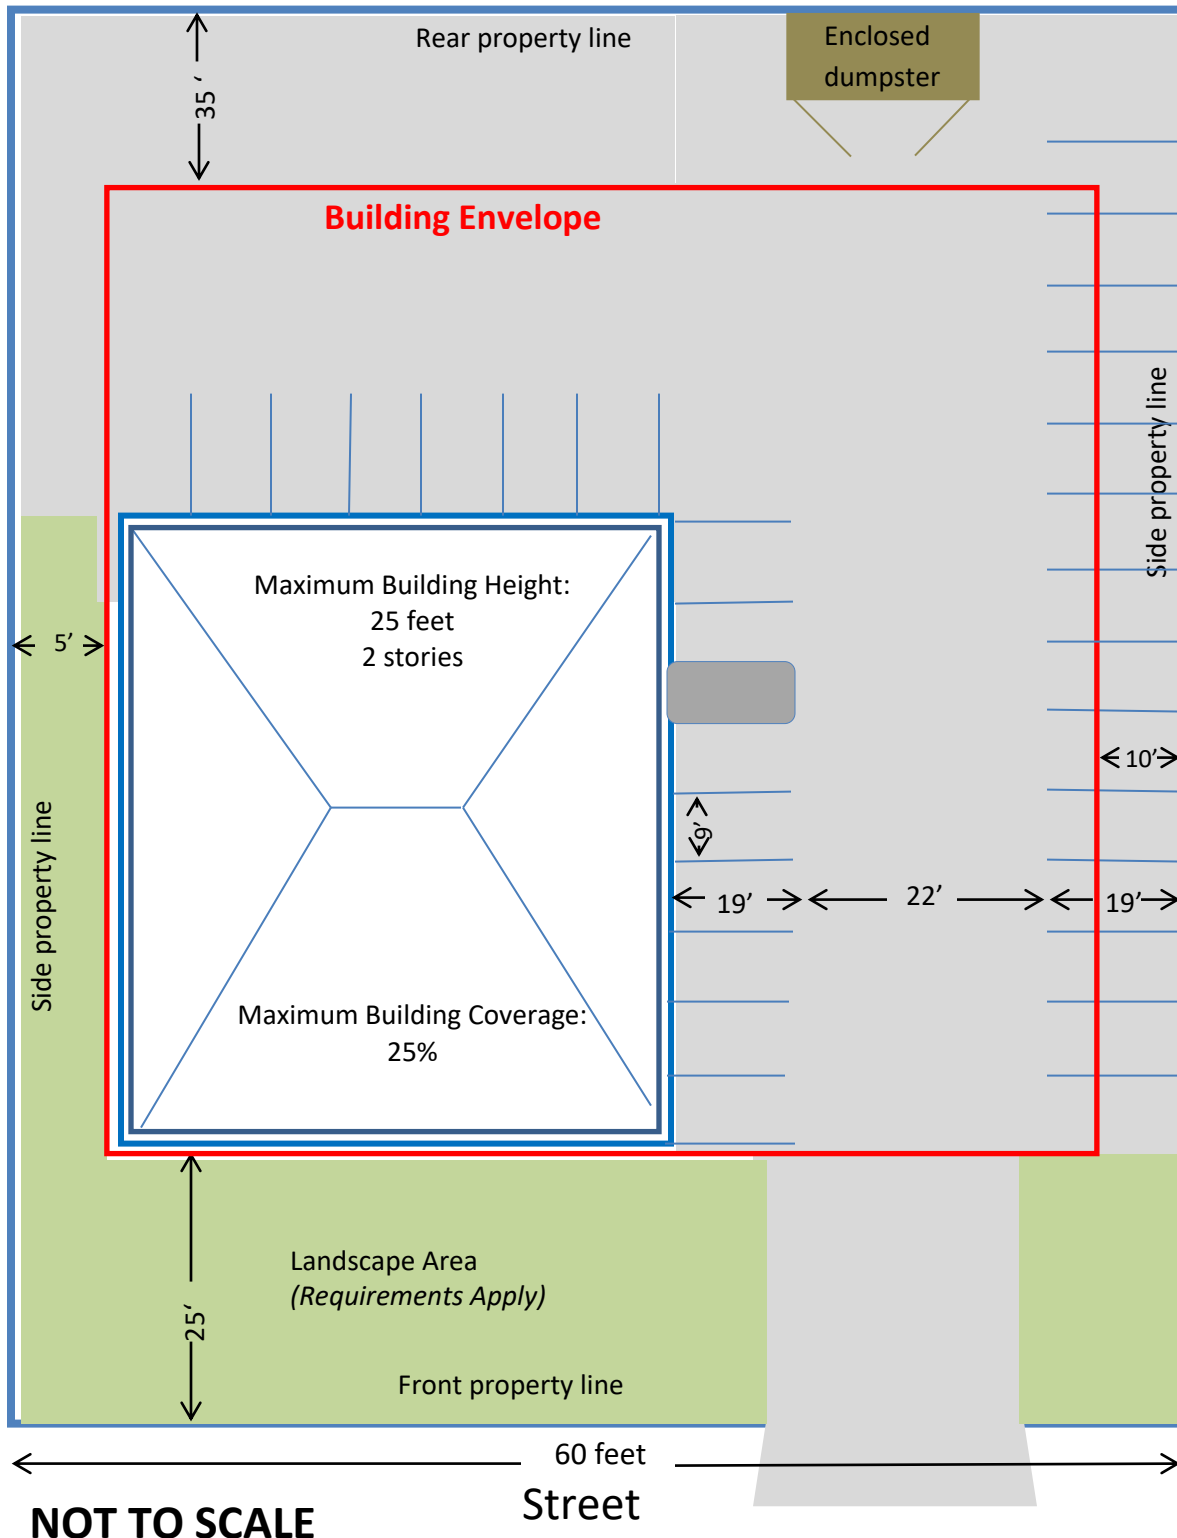 Rear property line
Enclosed
dumpster
35 ‘
Building Envelope
Side property line
Maximum Building Height:
25 feet
2 stories
5’
10’
9’
19’
22’
19’
Side property line
Maximum Building Coverage:
25%
Landscape Area
(Requirements Apply)
25‘
Front property line
60 feet
Street
NOT TO SCALE